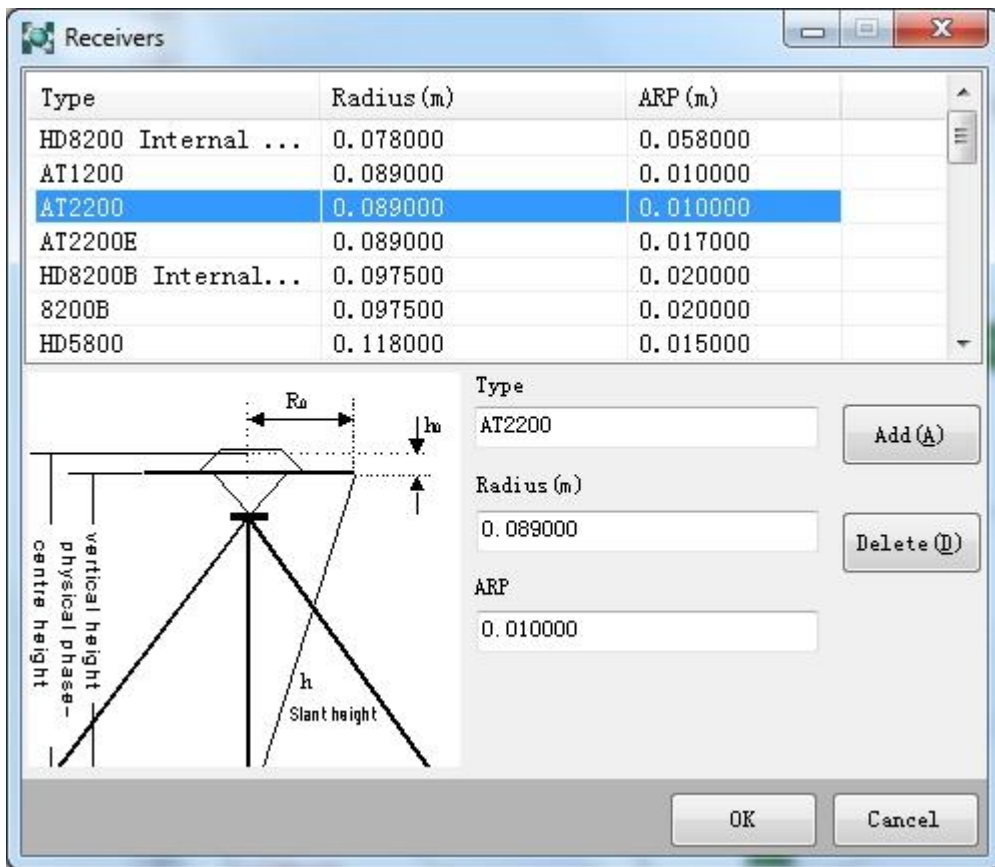 Receivers
Type Radius(m) ARP(m)
HD8200 Internal ... 0.078000 0.058000
AT1200 0.089000 0.010000
AT2200 0.089000 0.010000
AT2200E 0.089000 0.017000
HD8200B Internal... 0.097500 0.020000
8200B 0.097500 0.020000
HD5800 0.118000 0.015000
R₀
h₀
vertical height
physical phase-
centre height
h
Slant height
Type
AT2200
Add(A)
Radius(m)
0.089000
Delete(D)
ARP
0.010000
OK
Cancel